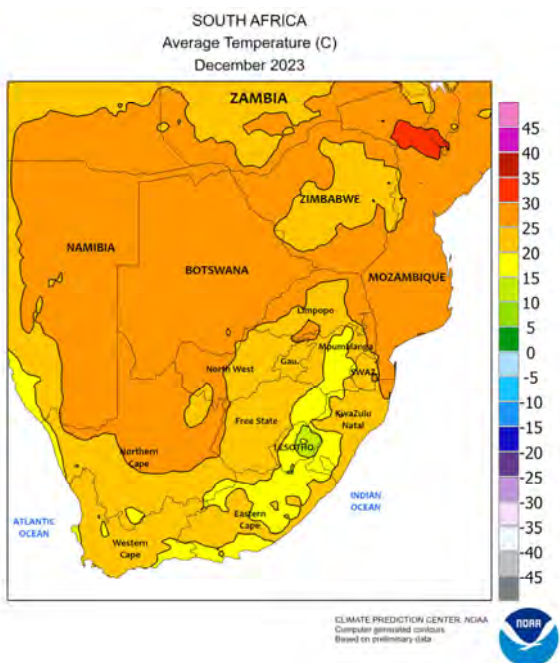 SOUTH AFRICA
Average Temperature (C)
December 2023
ZAMBIA
ZIMBABWE
NAMIBIA
BOTSWANA
MOZAMBIQUE
Limpopo
Mpumalanga
North West
Gau.
SWAZ.
Free State
KwaZulu
Natal
LESOTHO
Northern
Cape
Eastern
Cape
Western
Cape
ATLANTIC
OCEAN
INDIAN
OCEAN
45
40
35
30
25
20
15
10
5
0
-5
-10
-15
-20
-25
-30
-35
-40
-45
CLIMATE PREDICTION CENTER, NOAA
Computer generated contours
Based on preliminary data
NOAA